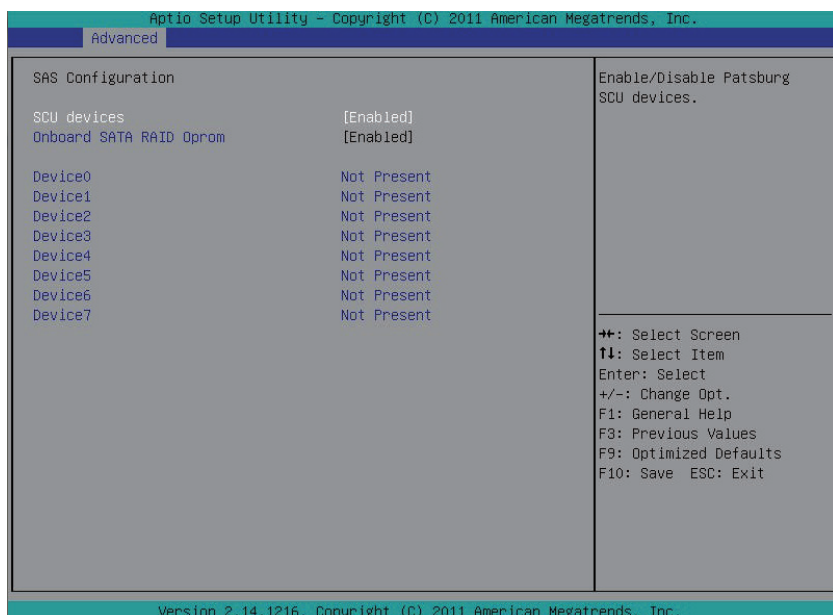 Aptio Setup Utility – Copyright (C) 2011 American Megatrends, Inc.
Advanced
SAS Configuration
SCU devices [Enabled]
Onboard SATA RAID Oprom [Enabled]
Device0 Not Present
Device1 Not Present
Device2 Not Present
Device3 Not Present
Device4 Not Present
Device5 Not Present
Device6 Not Present
Device7 Not Present
Enable/Disable Patsburg
SCU devices.
→←: Select Screen
↑↓: Select Item
Enter: Select
+/-: Change Opt.
F1: General Help
F3: Previous Values
F9: Optimized Defaults
F10: Save ESC: Exit
Version 2.14.1216. Copyright (C) 2011 American Megatrends, Inc.